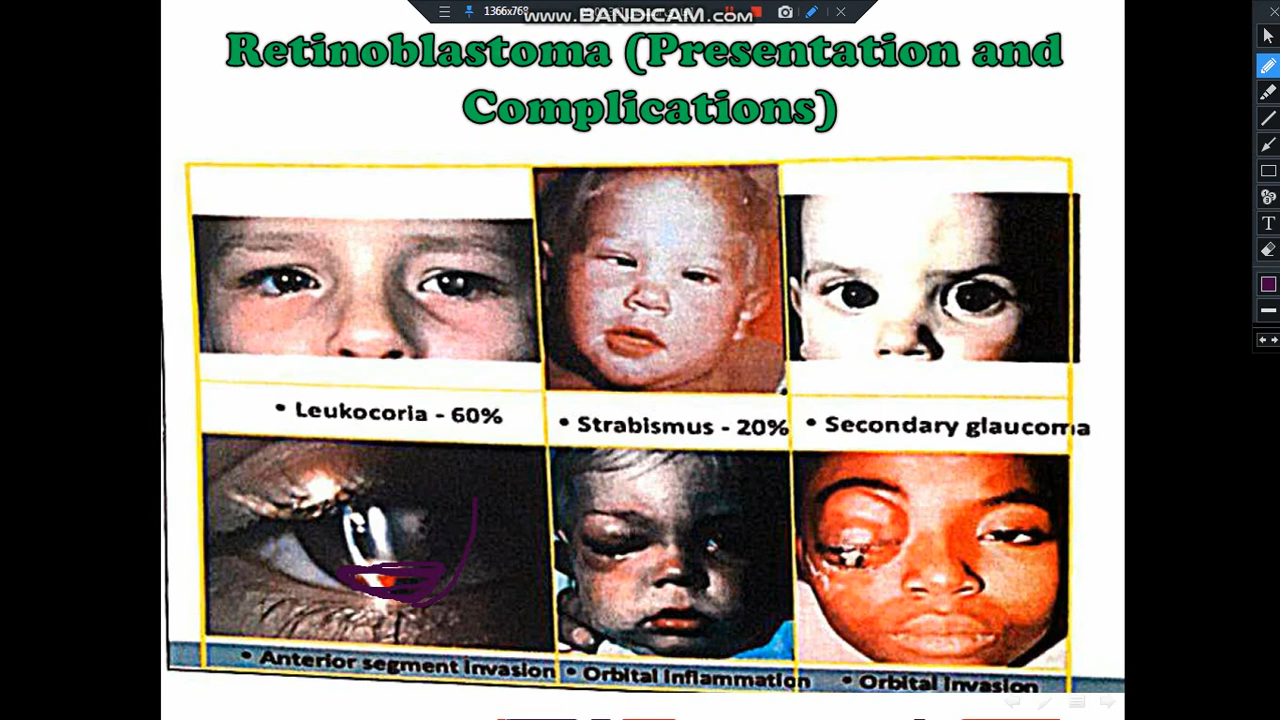 1366x768
www.BANDICAM.com
Retinoblastoma (Presentation and
Complications)
• Leukocoria - 60%
• Strabismus - 20%
• Secondary glaucoma
• Anterior segment invasion
• Orbital Inflammation
• Orbital Invasion
T